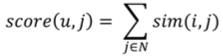 score(u,j) = ∑ sim(i,j)
j∈N